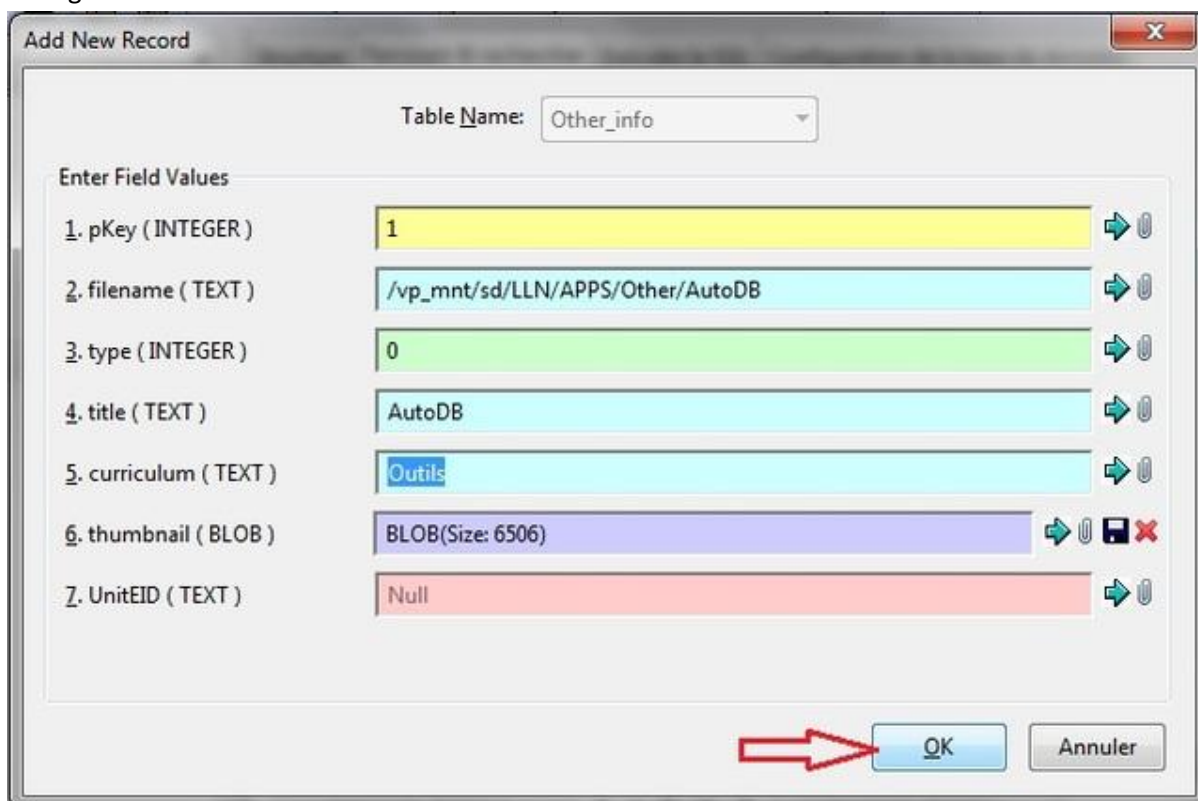 Add New Record
Table Name: Other_info
Enter Field Values
1. pKey ( INTEGER ) 1
2. filename ( TEXT ) /vp_mnt/sd/LLN/APPS/Other/AutoDB
3. type ( INTEGER ) 0
4. title ( TEXT ) AutoDB
5. curriculum ( TEXT ) Outils
6. thumbnail ( BLOB ) BLOB(Size: 6506)
7. UnitEID ( TEXT ) Null
OK Annuler